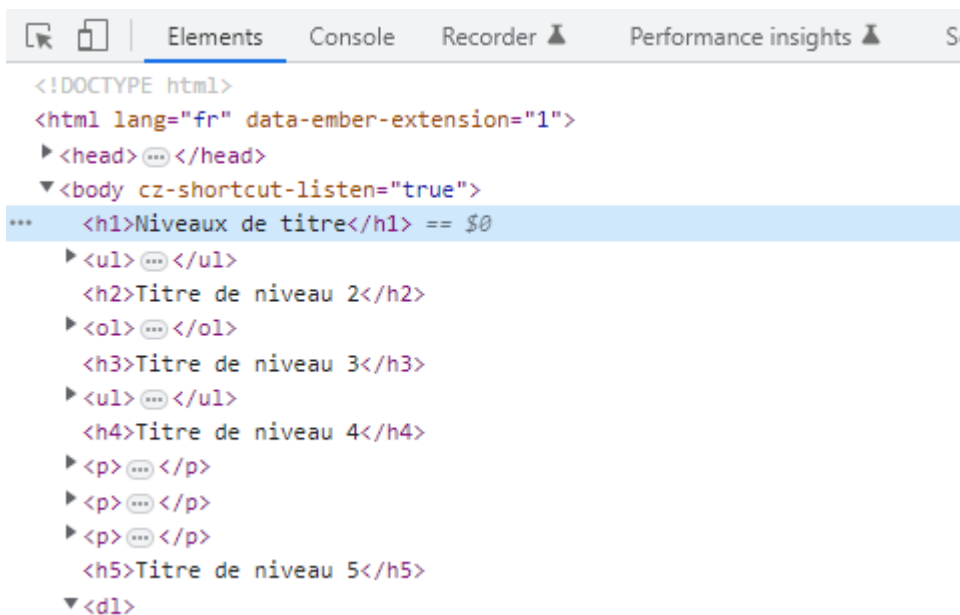 Elements Console Recorder Performance insights
<!DOCTYPE html>
<html lang="fr" data-ember-extension="1">
<head>…</head>
<body cz-shortcut-listen="true">
… <h1>Niveaux de titre</h1> == $0
<ul>…</ul>
<h2>Titre de niveau 2</h2>
<ol>…</ol>
<h3>Titre de niveau 3</h3>
<ul>…</ul>
<h4>Titre de niveau 4</h4>
<p>…</p>
<p>…</p>
<p>…</p>
<h5>Titre de niveau 5</h5>
<dl>